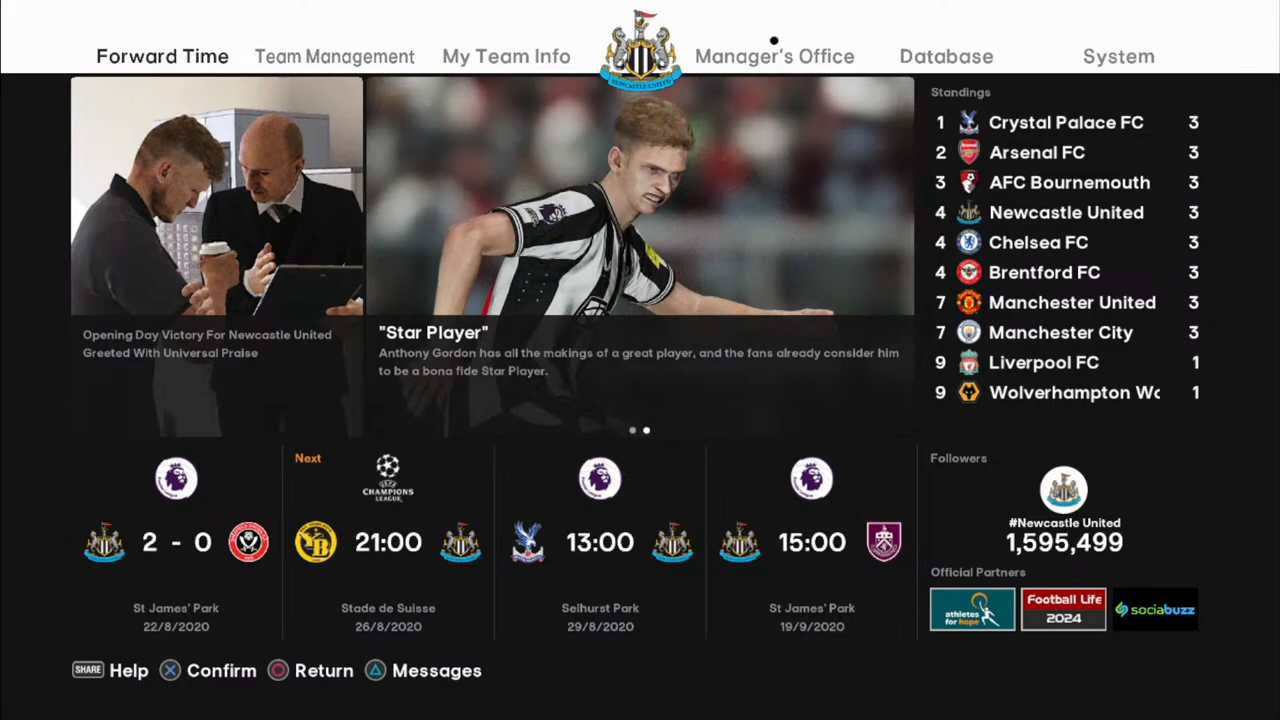 Forward Time
Team Management
My Team Info
NEWCASTLE UNITED
Manager's Office
Database
System
Opening Day Victory For Newcastle United
Greeted With Universal Praise
"Star Player"
Anthony Gordon has all the makings of a great player, and the fans already consider him
to be a bona fide Star Player.
Standings
1 Crystal Palace FC 3
2 Arsenal FC 3
3 AFC Bournemouth 3
4 Newcastle United 3
4 Chelsea FC 3
4 Brentford FC 3
7 Manchester United 3
7 Manchester City 3
9 Liverpool FC 1
9 Wolverhampton Wo 1
2 - 0
St James' Park
22/8/2020
Next
UEFA
CHAMPIONS
LEAGUE
21:00
Stade de Suisse
26/8/2020
13:00
Selhurst Park
29/8/2020
15:00
St James' Park
19/9/2020
Followers
#Newcastle United
1,595,499
Official Partners
athletes
for hope
Football Life
2024
sociabuzz
SHARE Help
Confirm
Return
Messages